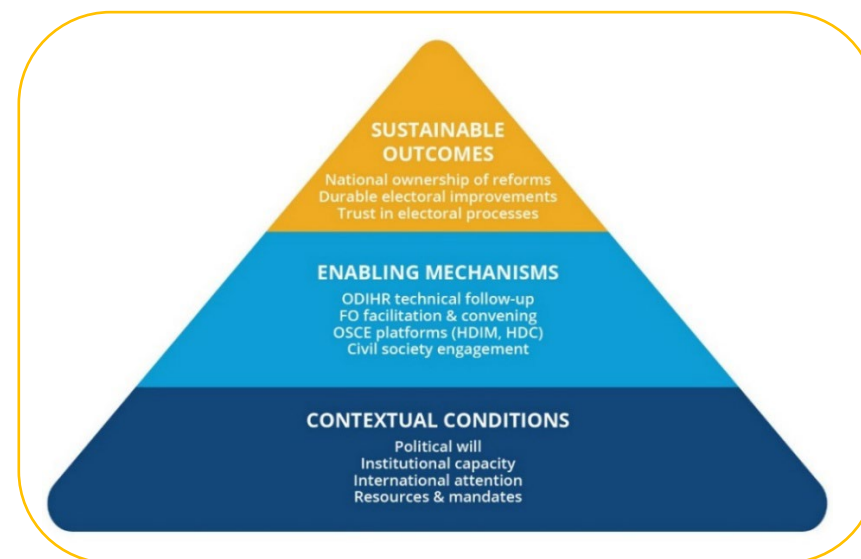 SUSTAINABLE
OUTCOMES
National ownership of reforms
Durable electoral improvements
Trust in electoral processes
ENABLING MECHANISMS
ODIHR technical follow-up
FO facilitation & convening
OSCE platforms (HDIM, HDC)
Civil society engagement
CONTEXTUAL CONDITIONS
Political will
Institutional capacity
International attention
Resources & mandates